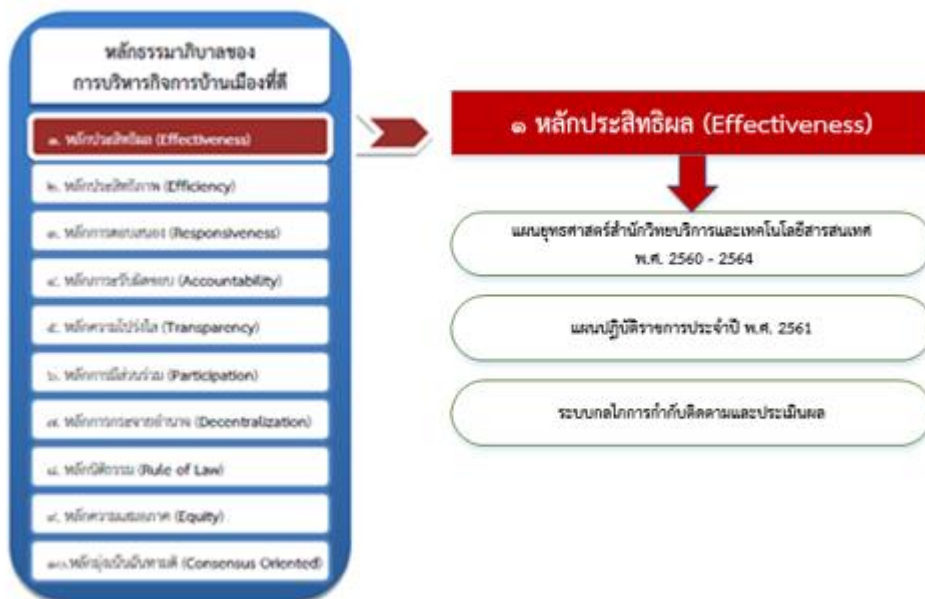 หลักธรรมาภิบาลของ
การบริหารกิจการบ้านเมืองที่ดี
๑. หลักประสิทธิผล (Effectiveness)
๒. หลักประสิทธิภาพ (Efficiency)
๓. หลักการตอบสนอง (Responsiveness)
๔. หลักภาระรับผิดชอบ (Accountability)
๕. หลักความโปร่งใส (Transparency)
๖. หลักการมีส่วนร่วม (Participation)
๗. หลักการกระจายอำนาจ (Decentralization)
๘. หลักนิติธรรม (Rule of Law)
๙. หลักความเสมอภาค (Equity)
๑๐.หลักมุ่งเน้นฉันทามติ (Consensus Oriented)
๑ หลักประสิทธิผล (Effectiveness)
แผนยุทธศาสตร์สำนักวิทยบริการและเทคโนโลยีสารสนเทศ
พ.ศ. 2560 - 2564
แผนปฏิบัติราชการประจำปี พ.ศ. 2561
ระบบกลไกการกำกับติดตามและประเมินผล